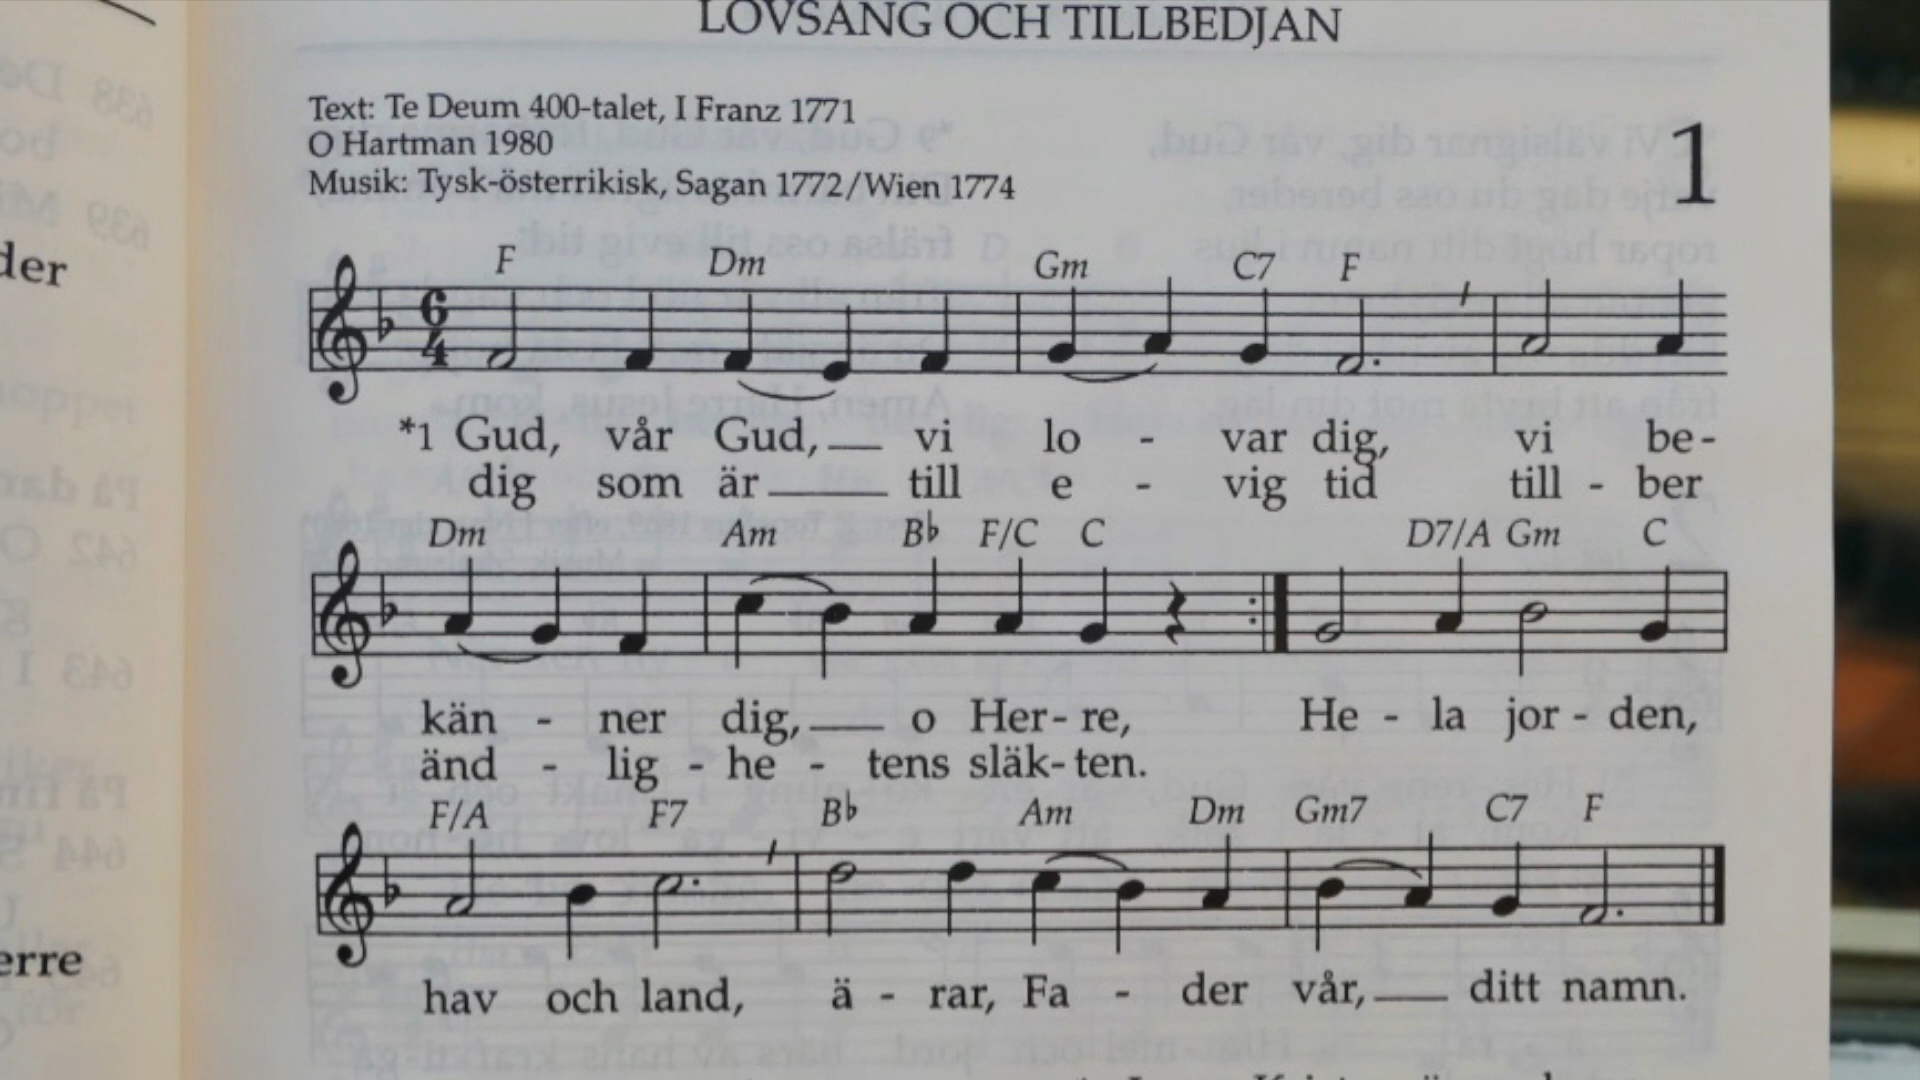 LOVSÅNG OCH TILLBEDJAN
Text: Te Deum 400-talet, I Franz 1771
O Hartman 1980
Musik: Tysk-österrikisk, Sagan 1772/Wien 1774
1
der
F Dm Gm C7 F
6
4
*1 Gud, vår Gud, vi lo - var dig, vi be-
dig som är till e - vig tid till - ber
Dm Am B♭ F/C C D7/A Gm C
kän - ner dig, o Her- re, He - la jor - den,
änd - lig - he - tens släk- ten.
F/A F7 B♭ Am Dm Gm7 C7 F
erre
hav och land, ä - rar, Fa - der vår, ditt namn.